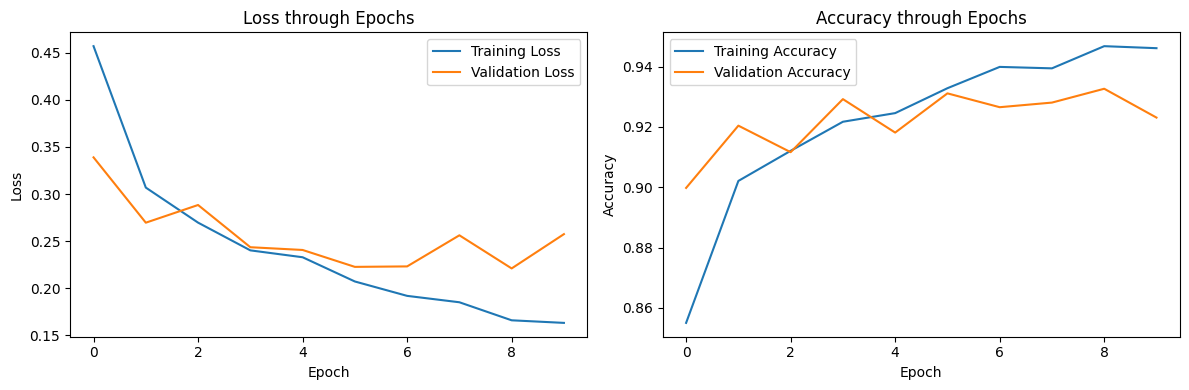 Loss through Epochs
Training Loss
Validation Loss
0.45
0.40
0.35
0.30
0.25
0.20
0.15
Loss
0 2 4 6 8
Epoch
Accuracy through Epochs
Training Accuracy
Validation Accuracy
0.94
0.92
0.90
0.88
0.86
Accuracy
0 2 4 6 8
Epoch